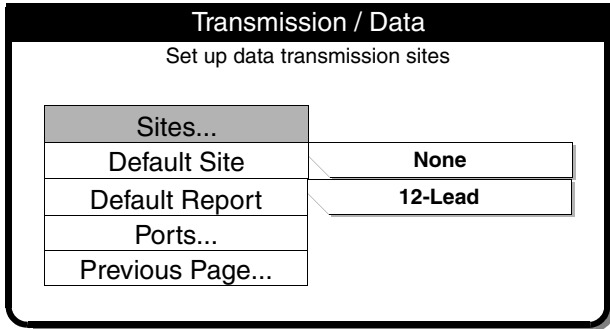 Transmission / Data
Set up data transmission sites
Sites...
Default Site None
Default Report 12-Lead
Ports...
Previous Page...